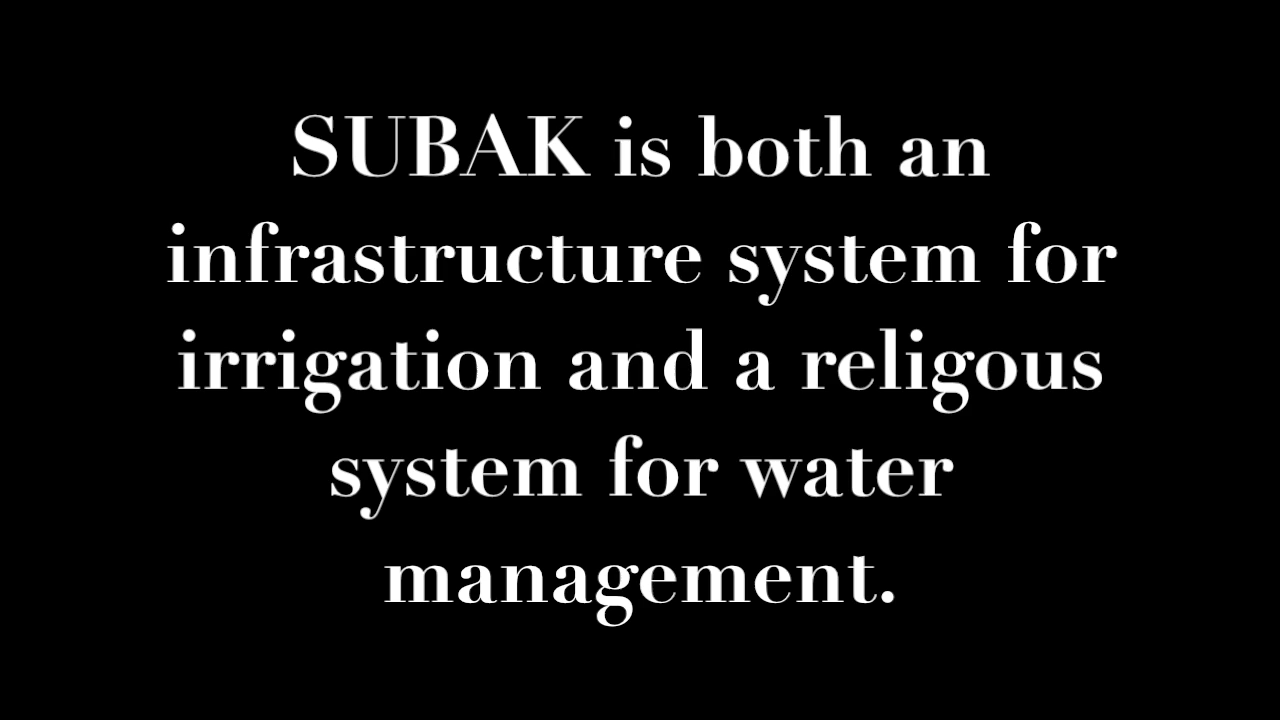 SUBAK is both an
infrastructure system for
irrigation and a religous
system for water
management.